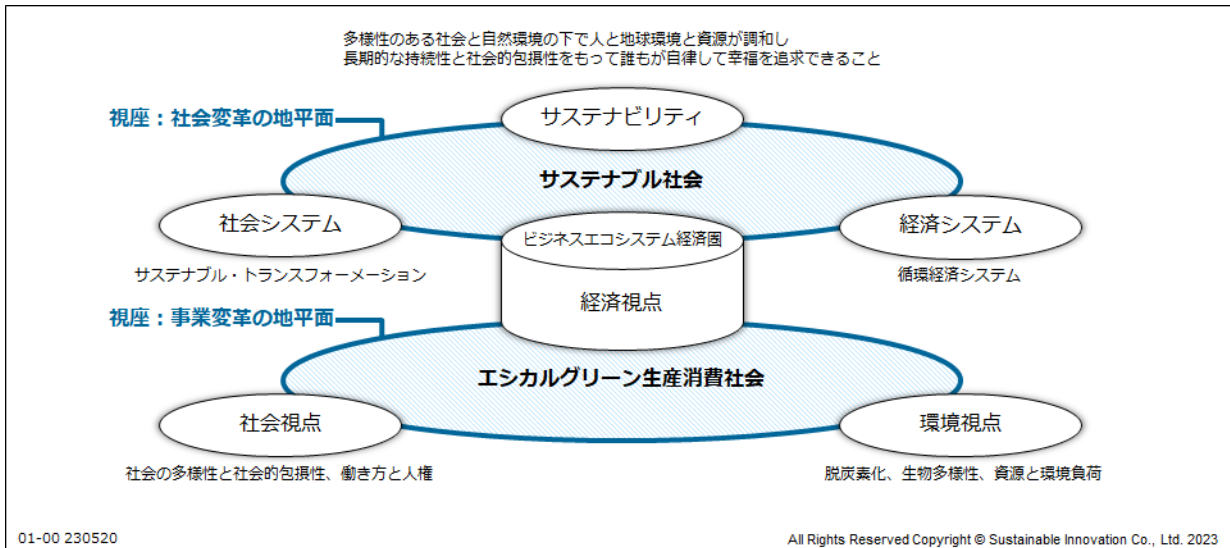 多様性のある社会と自然環境の下で人と地球環境と資源が調和し
長期的な持続性と社会的包摂性をもって誰もが自律して幸福を追求できること
視座：社会変革の地平面
サステナビリティ
サステナブル社会
社会システム
経済システム
ビジネスエコシステム経済圏
サステナブル・トランスフォーメーション
循環経済システム
経済視点
視座：事業変革の地平面
エシカルグリーン生産消費社会
社会視点
環境視点
社会の多様性と社会的包摂性、働き方と人権
脱炭素化、生物多様性、資源と環境負荷
01-00 230520
All Rights Reserved Copyright © Sustainable Innovation Co., Ltd. 2023